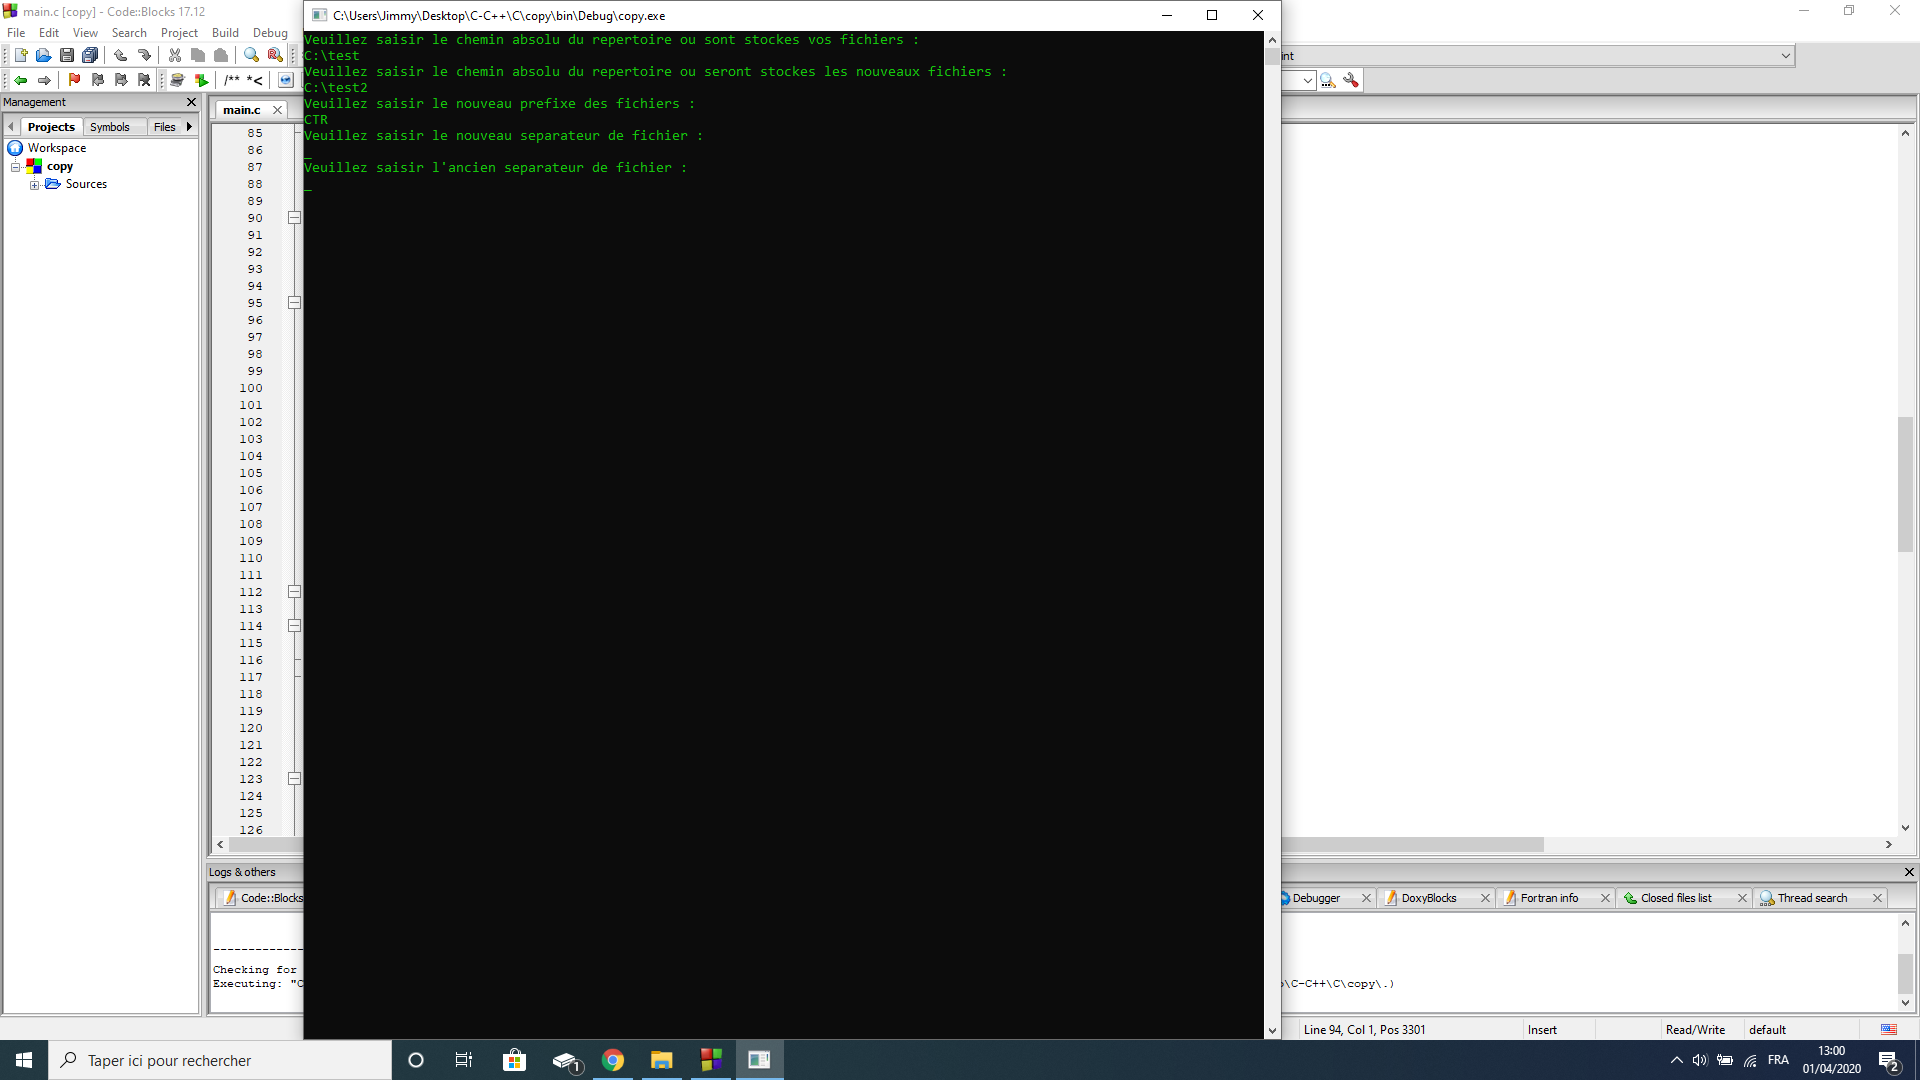 main.c [copy] - Code::Blocks 17.12
C:\Users\Jimmy\Desktop\C-C++\C\copy\bin\Debug\copy.exe
File Edit View Search Project Build Debug
Veuillez saisir le chemin absolu du repertoire ou sont stockes vos fichiers :
C:\test
Veuillez saisir le chemin absolu du repertoire ou seront stockes les nouveaux fichiers :
C:\test2
Veuillez saisir le nouveau prefixe des fichiers :
CTR
Veuillez saisir le nouveau separateur de fichier :
_
Veuillez saisir l'ancien separateur de fichier :
_
int
/** *<
Management
Projects Symbols Files
Workspace
copy
Sources
main.c
85
86
87
88
89
90
91
92
93
94
95
96
97
98
99
100
101
102
103
104
105
106
107
108
109
110
111
112
113
114
115
116
117
118
119
120
121
122
123
124
125
126
Logs & others
Code::Blocks
Debugger DoxyBlocks Fortran info Closed files list Thread search
--------------
Checking for
Executing: "C
\C-C++\C\copy\.)
Line 94, Col 1, Pos 3301 Insert Read/Write default
Taper ici pour rechercher
1
FRA
13:00
01/04/2020
2